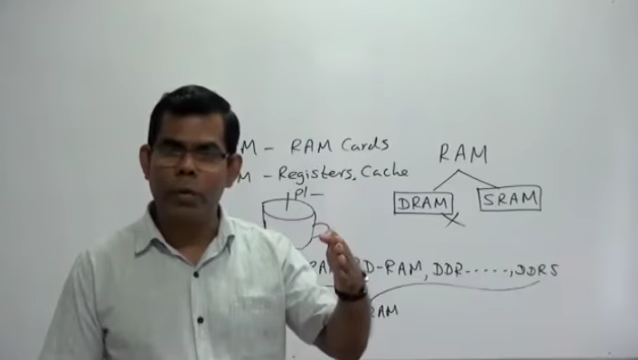 M - RAM Cards
M - Registers, Cache
RAM
DRAM
SRAM
D-RAM, DDR-----, DDR5
RAM